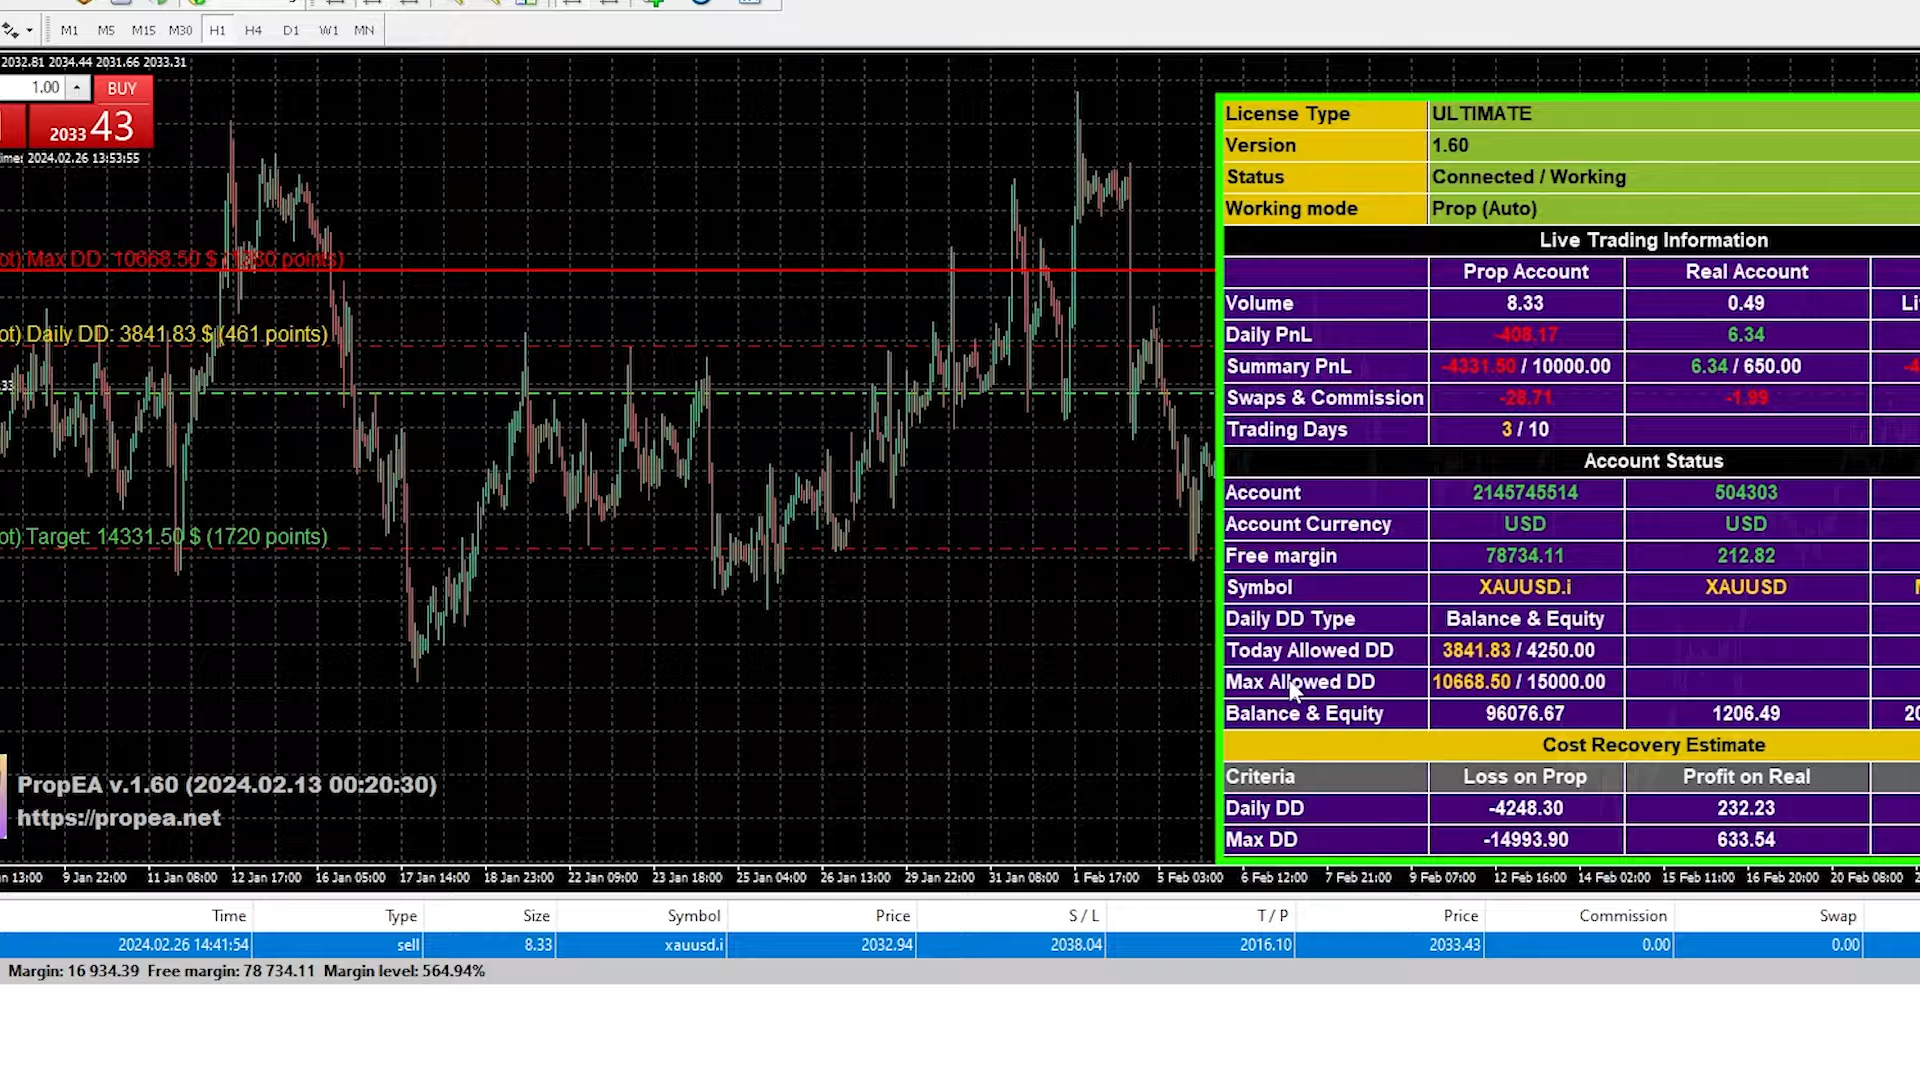 M1 M5 M15 M30 H1 H4 D1 W1 MN
2032.81 2034.44 2031.66 2033.31
1.00 BUY
2033 43
2024.02.26 13:53:55
Max DD: 10668.50 $ points)
Daily DD: 3841.83 $ (461 points)
Target: 14331.50 $ (1720 points)
PropEA v.1.60 (2024.02.13 00:20:30)
https://propea.net
License Type ULTIMATE
Version 1.60
Status Connected / Working
Working mode Prop (Auto)
Live Trading Information
Prop Account Real Account
Volume 8.33 0.49
Daily PnL -408.17 6.34
Summary PnL -4331.50 / 10000.00 6.34 / 650.00
Swaps & Commission -28.71 -1.99
Trading Days 3 / 10
Account Status
Account 2145745514 504303
Account Currency USD USD
Free margin 78734.11 212.82
Symbol XAUUSD.i XAUUSD
Daily DD Type Balance & Equity
Today Allowed DD 3841.83 / 4250.00
Max Allowed DD 10668.50 / 15000.00
Balance & Equity 96076.67 1206.49
Cost Recovery Estimate
Criteria Loss on Prop Profit on Real
Daily DD -4248.30 232.23
Max DD -14993.90 633.54
13:00 9 Jan 22:00 11 Jan 08:00 12 Jan 17:00 16 Jan 05:00 17 Jan 14:00 18 Jan 23:00 22 Jan 09:00 23 Jan 18:00 25 Jan 04:00 26 Jan 13:00 29 Jan 22:00 31 Jan 08:00 1 Feb 17:00 5 Feb 03:00 6 Feb 12:00 7 Feb 21:00 9 Feb 07:00 12 Feb 16:00 14 Feb 02:00 15 Feb 11:00 16 Feb 20:00 20 Feb 08:00
Time Type Size Symbol Price S / L T / P Price Commission Swap
2024.02.26 14:41:54 sell 8.33 xauusd.i 2032.94 2038.04 2016.10 2033.43 0.00 0.00
Margin: 16 934.39 Free margin: 78 734.11 Margin level: 564.94%